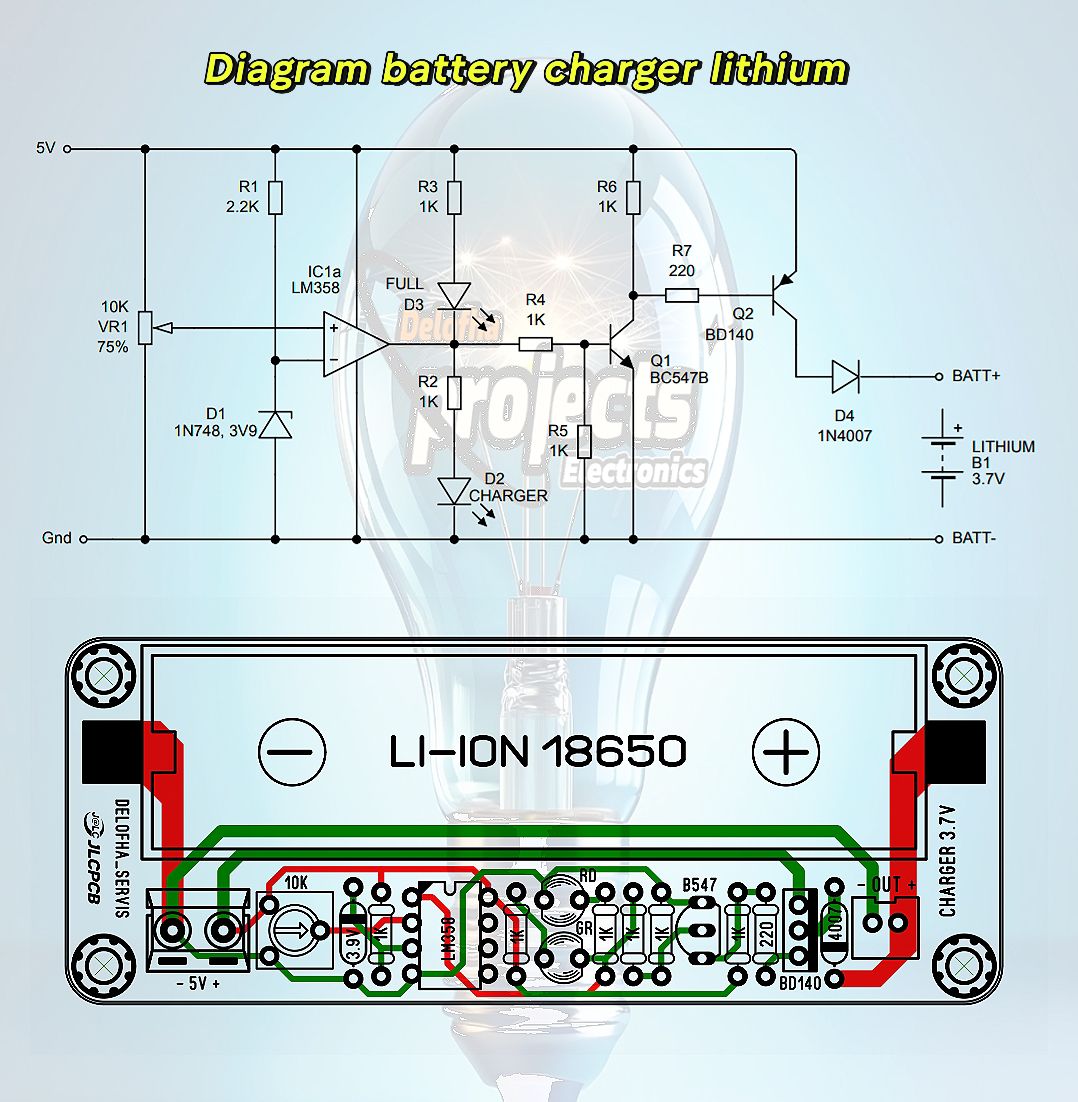 Diagram battery charger lithium
5V
R1
2.2K
R3
1K
R6
1K
R7
220
IC1a
LM358
FULL
D3
R4
1K
10K
VR1
75%
+
−
Q2
BD140
Delofha
Projects
Electronics
Q1
BC547B
R2
1K
BATT+
D1
1N748, 3V9
R5
1K
D4
1N4007
D2
CHARGER
+
LITHIUM
B1
3.7V
Gnd
BATT-
− LI-ION 18650 +
DELOFHA_SERVIS
J@LC JLCPCB
CHARGER 3.7V
10K
RD
B547
- OUT +
3.9V
1K
LM358
1K
GR
1K
1K
1K
1K
220
4007
- 5V +
BD140